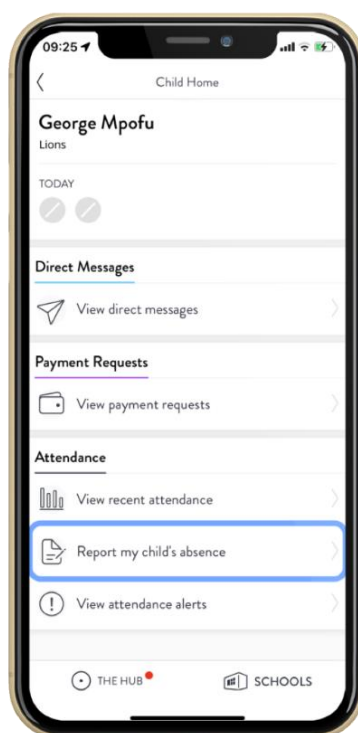 09:25
Child Home
George Mpofu
Lions
TODAY
Direct Messages
View direct messages
Payment Requests
View payment requests
Attendance
View recent attendance
Report my child's absence
View attendance alerts
THE HUB
SCHOOLS